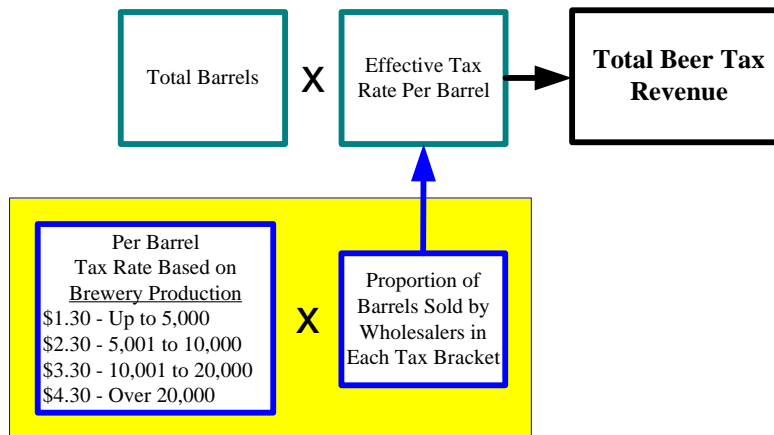 Total Barrels
X
Effective Tax
Rate Per Barrel
Total Beer Tax
Revenue
Per Barrel
Tax Rate Based on
Brewery Production
$1.30 - Up to 5,000
$2.30 - 5,001 to 10,000
$3.30 - 10,001 to 20,000
$4.30 - Over 20,000
X
Proportion of
Barrels Sold by
Wholesalers in
Each Tax Bracket